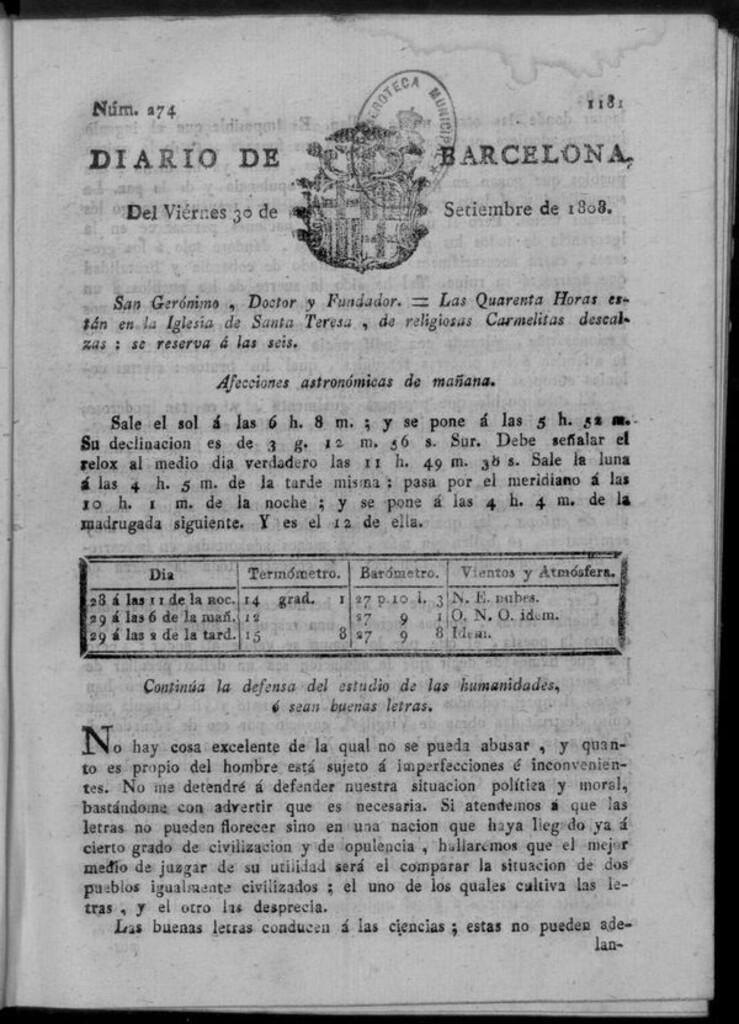 Núm. 274
1181
HEROTECA MUNICIPAL
DIARIO DE BARCELONA,
Del Viérnes 30 de Setiembre de 1808.
San Gerónimo , Doctor y Fundador. = Las Quarenta Horas es-
tán en la Iglesia de Santa Teresa , de religiosas Carmelitas descal-
zas : se reserva á las seis.
Afecciones astronómicas de mañana.
Sale el sol á las 6 h. 8 m. ; y se pone á las 5 h. 52 m.
Su declinacion es de 3 g. 12 m. 56 s. Sur. Debe señalar el
relox al medio dia verdadero las 11 h. 49 m. 38 s. Sale la luna
á las 4 h. 5 m. de la tarde misma : pasa por el meridiano á las
10 h. 1 m. de la noche ; y se pone á las 4 h. 4 m. de la
madrugada siguiente. Y es el 12 de ella.
Dia Termómetro. Barómetro. Vientos y Atmósfera.
28 á las 11 de la noc. 14 grad. 1 27 p. 10 l. 3 N. E. nubes.
29 á las 6 de la mañ. 12 27 9 1 O. N. O. idem.
29 á las 2 de la tard. 15 8 27 9 8 Idem.
Continúa la defensa del estudio de las humanidades,
ó sean buenas letras.
No hay cosa excelente de la qual no se pueda abusar , y quan-
to es propio del hombre está sujeto á imperfecciones é inconvenien-
tes. No me detendré á defender nuestra situacion política y moral,
bastándome con advertir que es necesaria. Si atendemos á que las
letras no pueden florecer sino en una nacion que haya lleg do ya á
cierto grado de civilizacion y de opulencia , hallaremos que el mejor
medio de juzgar de su utilidad será el comparar la situacion de dos
pueblos igualmente civilizados ; el uno de los quales cultiva las le-
tras , y el otro las desprecia.
Las buenas letras conducen á las ciencias ; estas no pueden ade-
lan-